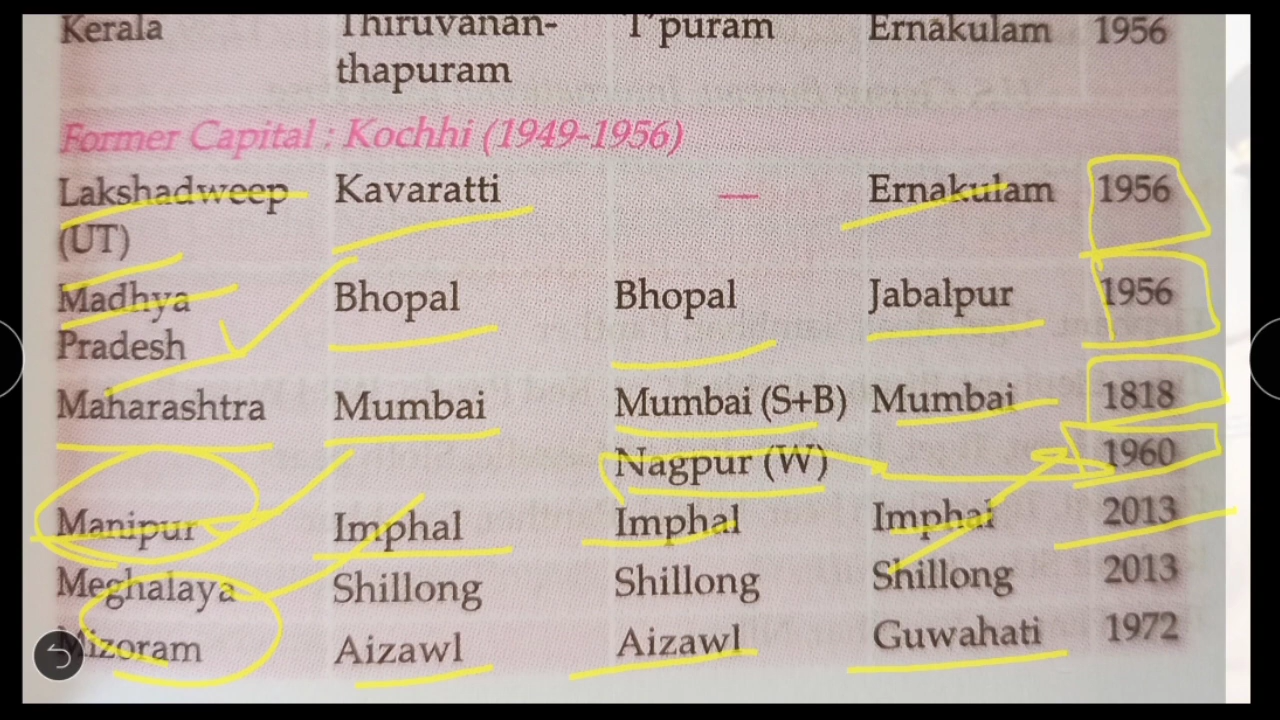 Kerala Thiruvanan- T'puram Ernakulam 1956
thapuram
Former Capital : Kochhi (1949-1956)
Lakshadweep Kavaratti — Ernakulam 1956
(UT)
Madhya Bhopal Bhopal Jabalpur 1956
Pradesh
Maharashtra Mumbai Mumbai (S+B) Mumbai 1818
Nagpur (W) 1960
Manipur Imphal Imphal Imphal 2013
Meghalaya Shillong Shillong Shillong 2013
Mizoram Aizawl Aizawl Guwahati 1972